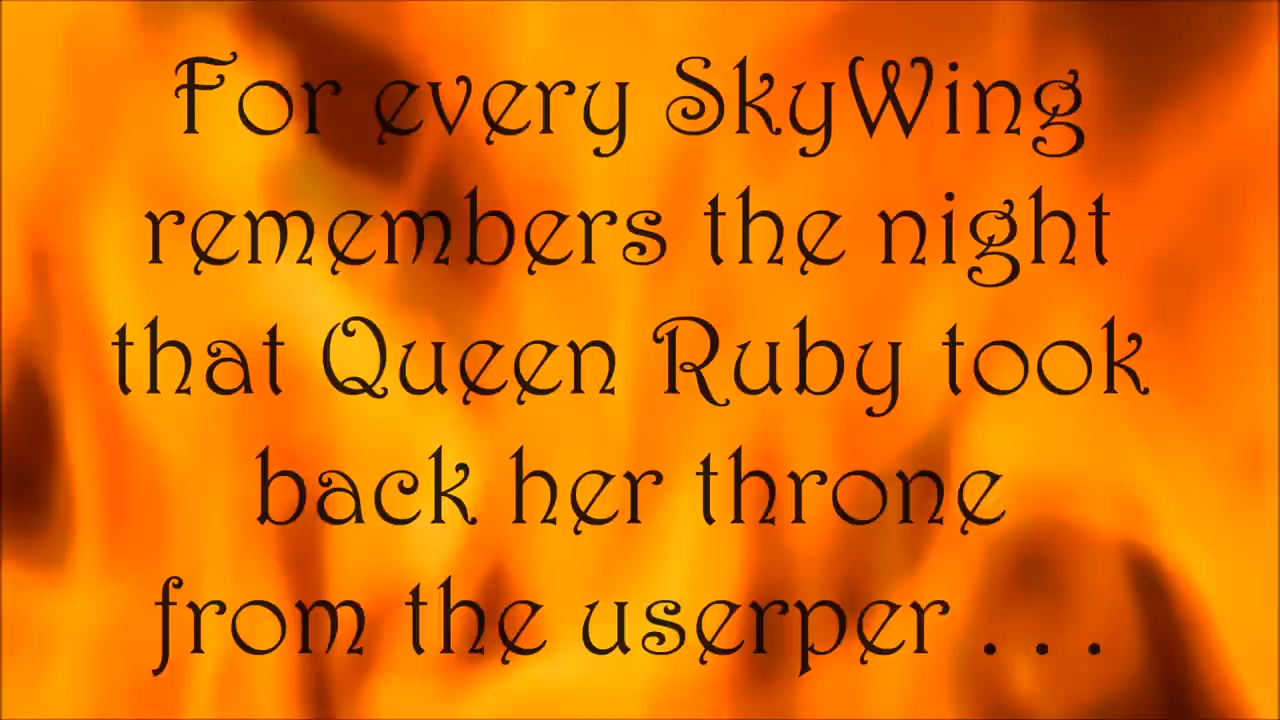 For every SkyWing
remembers the night
that Queen Ruby took
back her throne
from the userper . . .